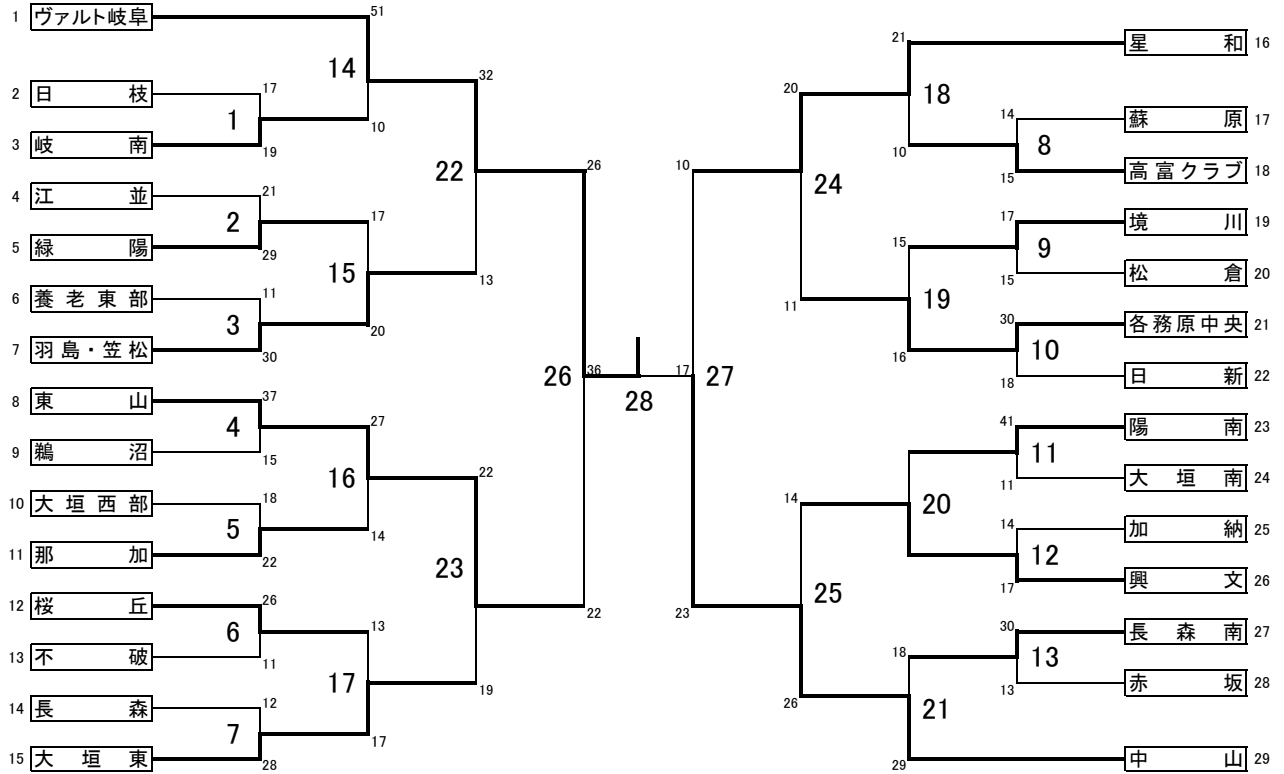 1 ヴァルト岐阜
51
14
2 日枝
17
1
3 岐南
19
10
32
4 江並
21
2
5 緑陽
29
17
15
6 養老東部
11
3
7 羽島・笠松
30
20
13
22
26
8 東山
37
4
9 鵜沼
15
27
16
10 大垣西部
18
5
11 那加
22
14
22
23
12 桜丘
26
6
13 不破
11
13
17
14 長森
12
7
15 大垣東
28
17
19
22
26
36
28
17
27
10
23
20
24
11
21
18
10
星和 16
14
8
15
蘇原 17
高富クラブ 18
15
19
16
17
9
15
境川 19
松倉 20
30
10
18
各務原中央 21
日新 22
14
25
26
20
41
11
11
陽南 23
大垣南 24
14
12
17
加納 25
興文 26
18
21
29
30
13
13
長森南 27
赤坂 28
中山 29